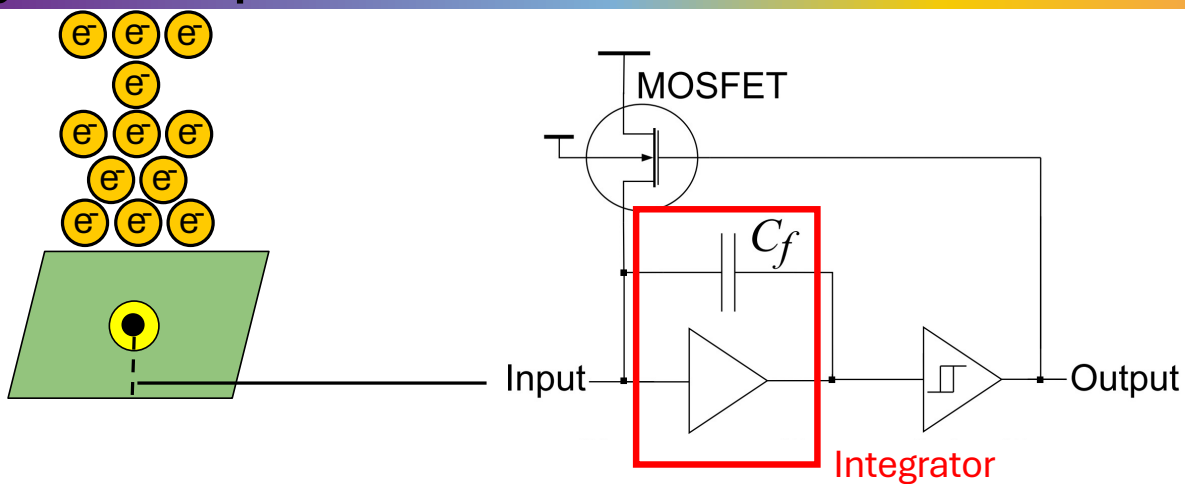 e⁻ e⁻ e⁻
e⁻
e⁻ e⁻ e⁻
e⁻ e⁻
e⁻ e⁻ e⁻
MOSFET
C_f
Input
Output
Integrator